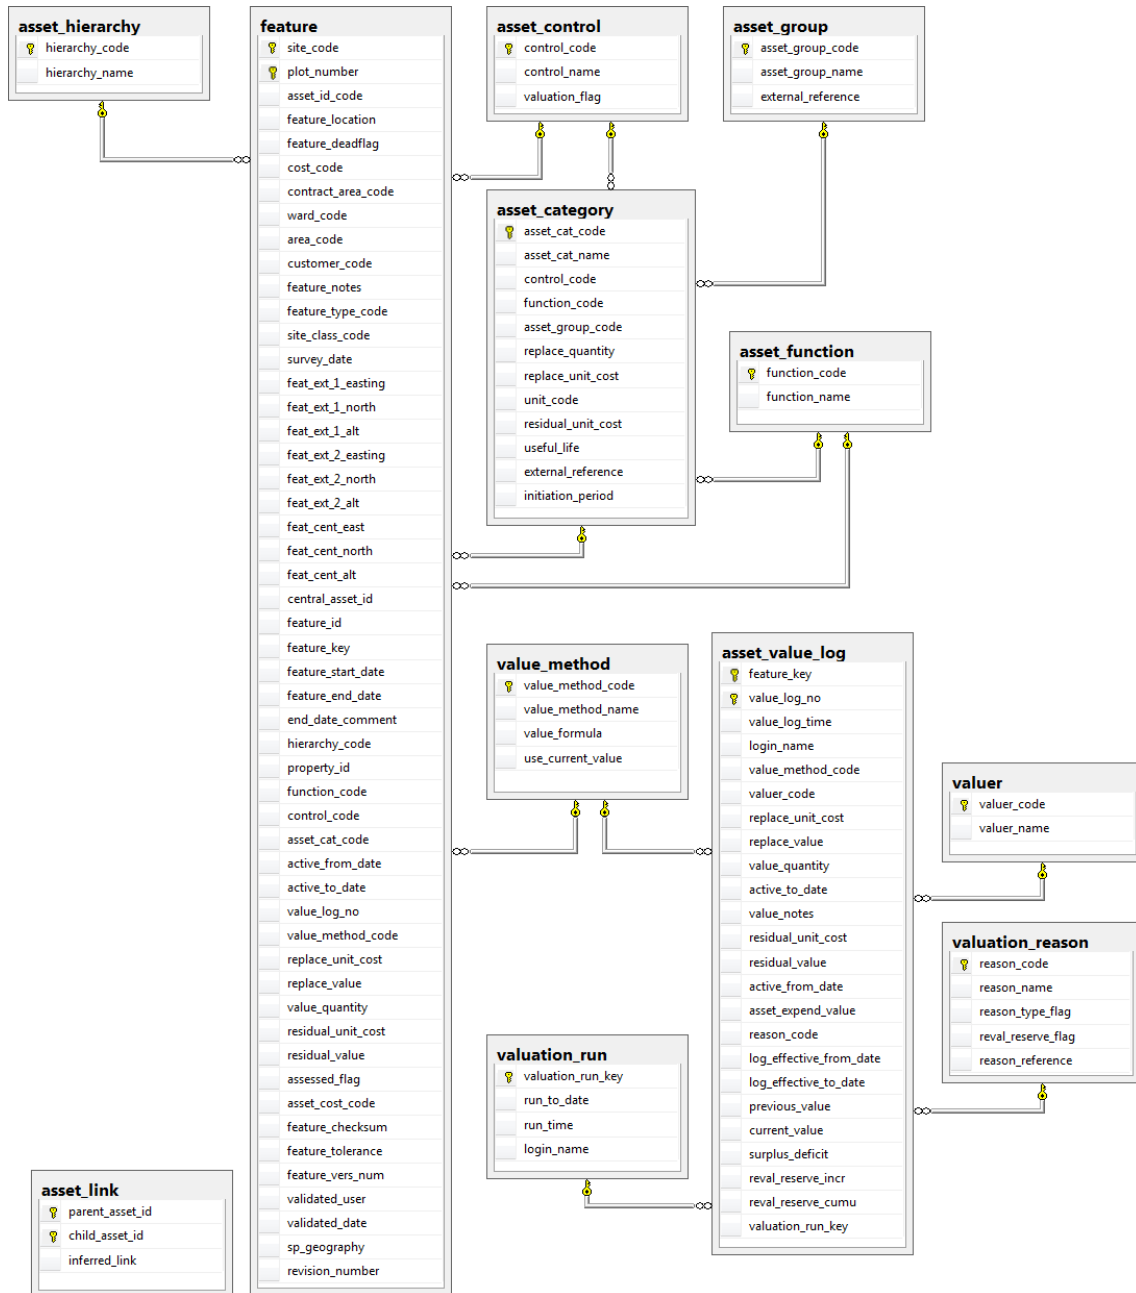 asset_hierarchy
hierarchy_code
hierarchy_name
feature
site_code
plot_number
asset_id_code
feature_location
feature_deadflag
cost_code
contract_area_code
ward_code
area_code
customer_code
feature_notes
feature_type_code
site_class_code
survey_date
feat_ext_1_easting
feat_ext_1_north
feat_ext_1_alt
feat_ext_2_easting
feat_ext_2_north
feat_ext_2_alt
feat_cent_east
feat_cent_north
feat_cent_alt
central_asset_id
feature_id
feature_key
feature_start_date
feature_end_date
end_date_comment
hierarchy_code
property_id
function_code
control_code
asset_cat_code
active_from_date
active_to_date
value_log_no
value_method_code
replace_unit_cost
replace_value
value_quantity
residual_unit_cost
residual_value
assessed_flag
asset_cost_code
feature_checksum
feature_tolerance
feature_vers_num
validated_user
validated_date
sp_geography
revision_number
asset_control
control_code
control_name
valuation_flag
asset_group
asset_group_code
asset_group_name
external_reference
asset_category
asset_cat_code
asset_cat_name
control_code
function_code
asset_group_code
replace_quantity
replace_unit_cost
unit_code
residual_unit_cost
useful_life
external_reference
initiation_period
asset_function
function_code
function_name
value_method
value_method_code
value_method_name
value_formula
use_current_value
asset_value_log
feature_key
value_log_no
value_log_time
login_name
value_method_code
valuer_code
replace_unit_cost
replace_value
value_quantity
active_to_date
value_notes
residual_unit_cost
residual_value
active_from_date
asset_expend_value
reason_code
log_effective_from_date
log_effective_to_date
previous_value
current_value
surplus_deficit
reval_reserve_incr
reval_reserve_cumu
valuation_run_key
valuer
valuer_code
valuer_name
valuation_reason
reason_code
reason_name
reason_type_flag
reval_reserve_flag
reason_reference
valuation_run
valuation_run_key
run_to_date
run_time
login_name
asset_link
parent_asset_id
child_asset_id
inferred_link